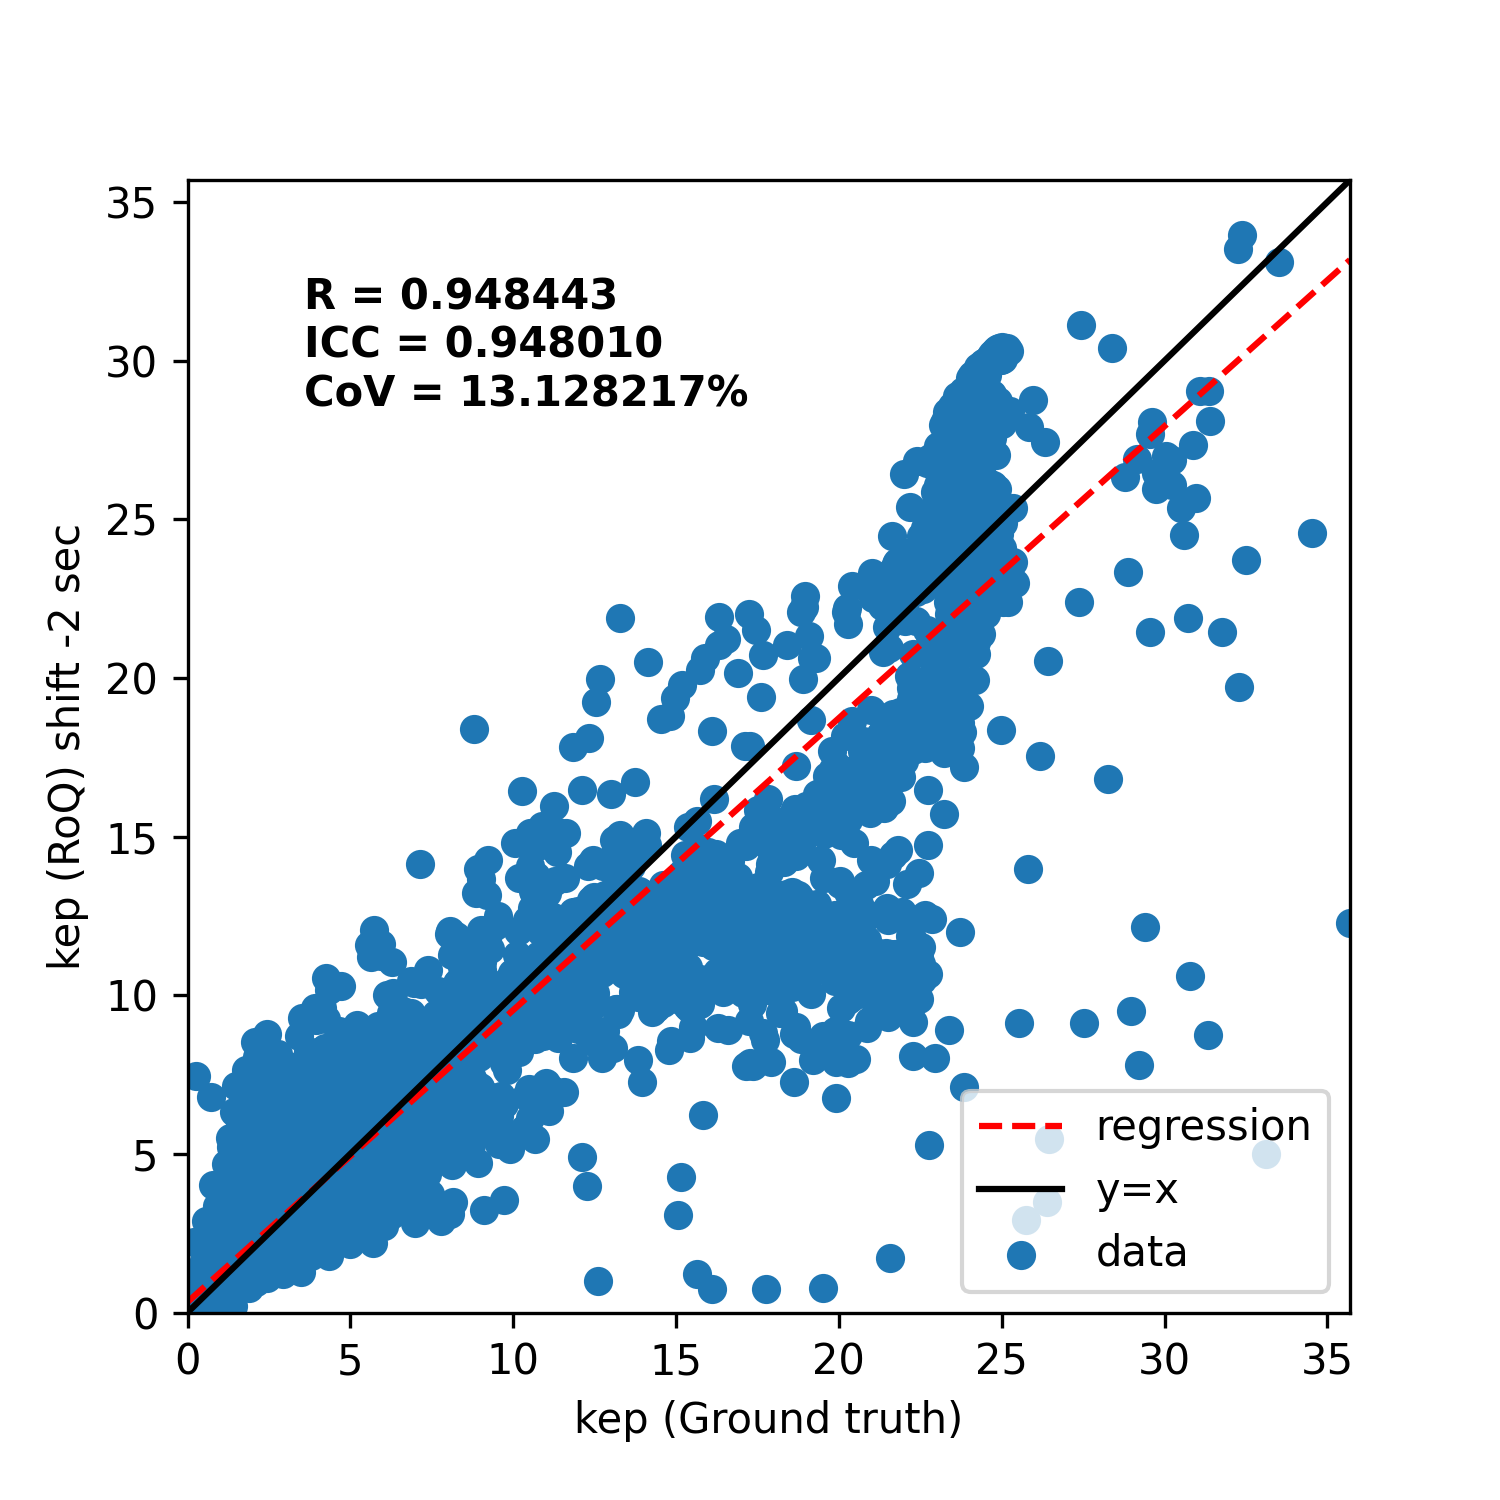 R = 0.948443
ICC = 0.948010
CoV = 13.128217%
35
30
25
20
15
10
5
0
kep (RoQ) shift -2 sec
regression
y=x
data
0 5 10 15 20 25 30 35
kep (Ground truth)